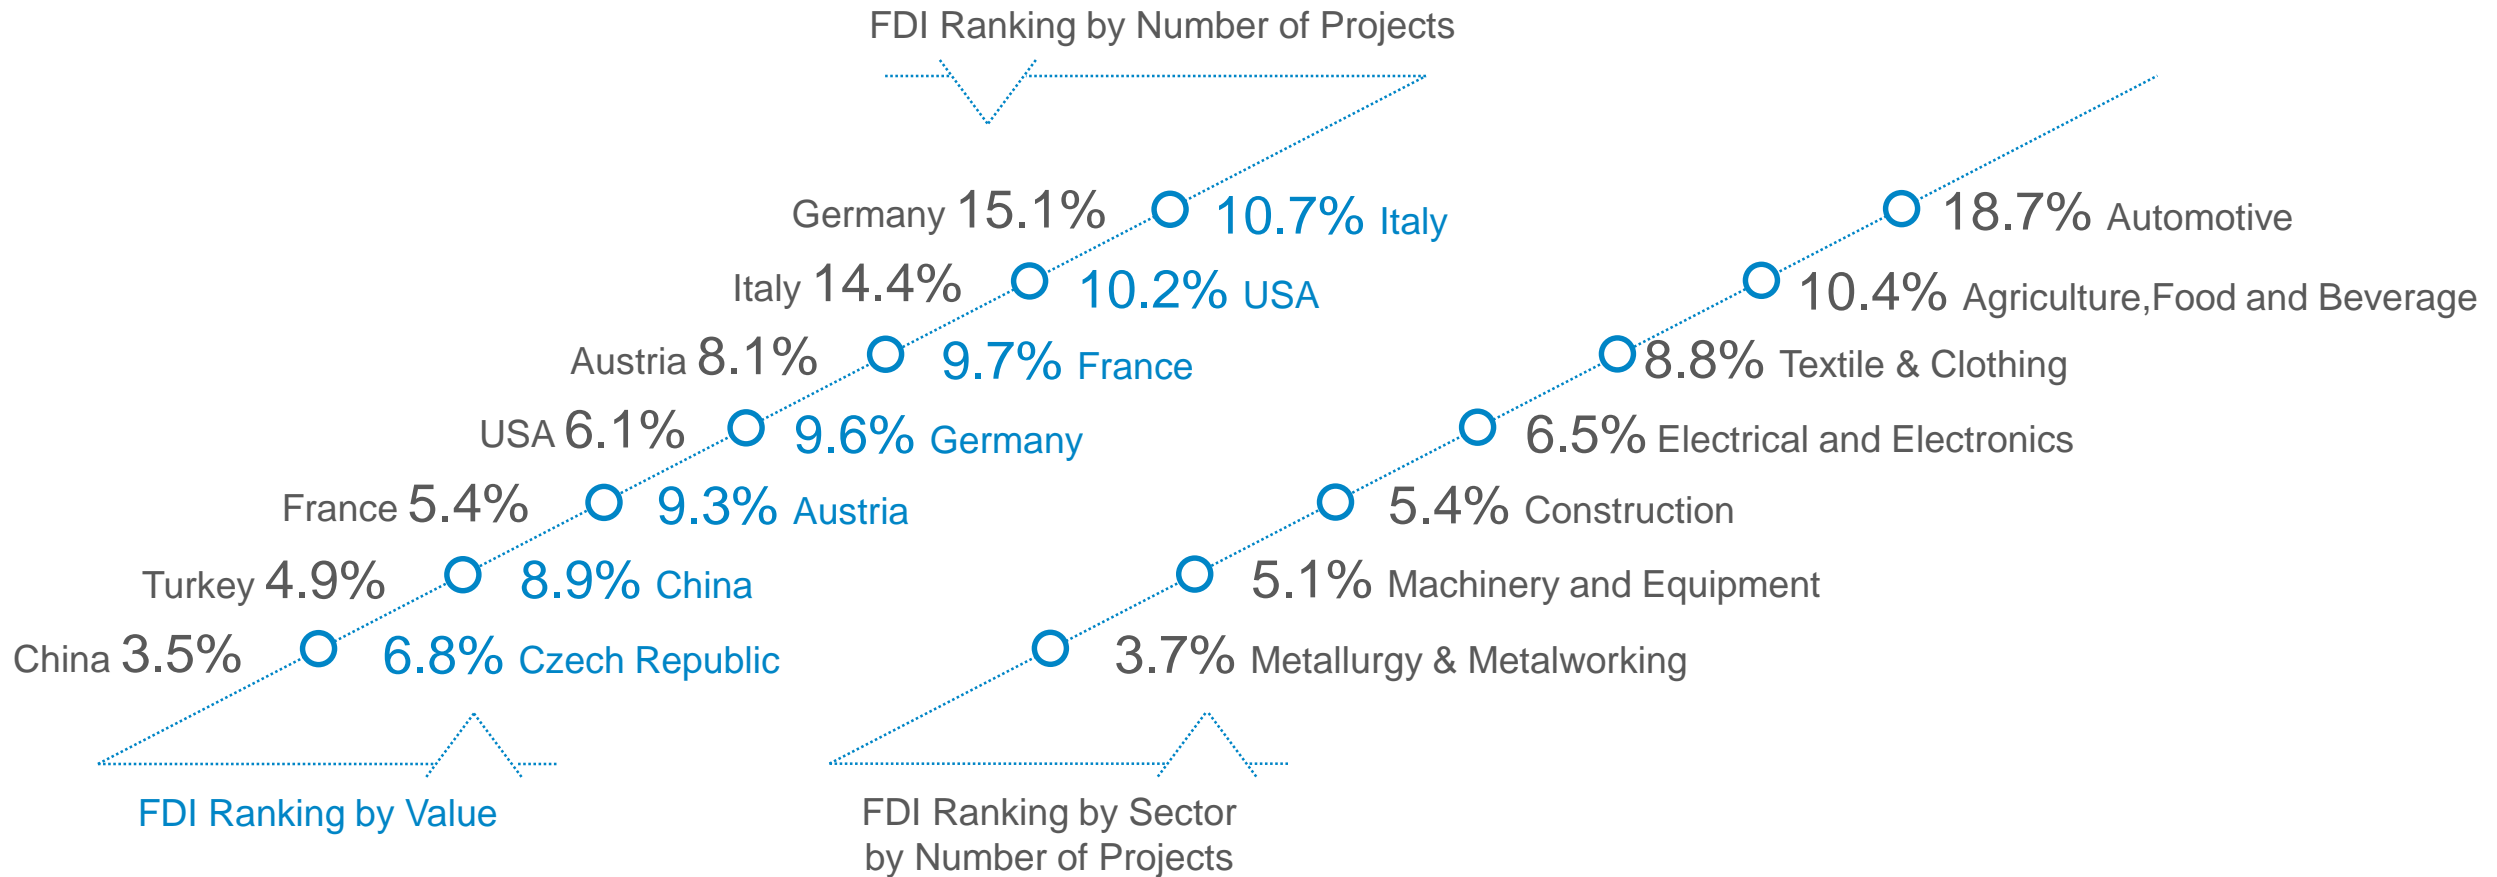 FDI Ranking by Number of Projects
Germany 15.1%
Italy 14.4%
Austria 8.1%
USA 6.1%
France 5.4%
Turkey 4.9%
China 3.5%
10.7% Italy
10.2% USA
9.7% France
9.6% Germany
9.3% Austria
8.9% China
6.8% Czech Republic
FDI Ranking by Value
18.7% Automotive
10.4% Agriculture,Food and Beverage
8.8% Textile & Clothing
6.5% Electrical and Electronics
5.4% Construction
5.1% Machinery and Equipment
3.7% Metallurgy & Metalworking
FDI Ranking by Sector
by Number of Projects